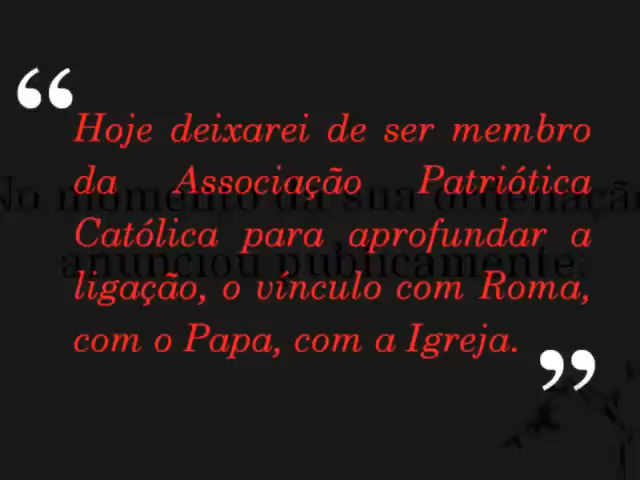 “
Hoje deixarei de ser membro
da Associação Patriótica
No momento da sua ordenação
Católica para aprofundar a
anunciou publicamente:
ligação, o vínculo com Roma,
com o Papa, com a Igreja.
”